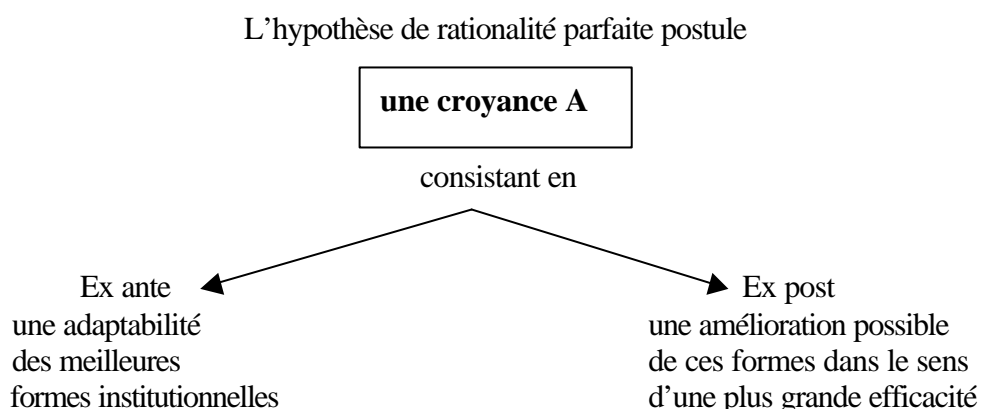 L’hypothèse de rationalité parfaite postule
une croyance A
consistant en
Ex ante
une adaptabilité
des meilleures
formes institutionnelles
Ex post
une amélioration possible
de ces formes dans le sens
d’une plus grande efficacité